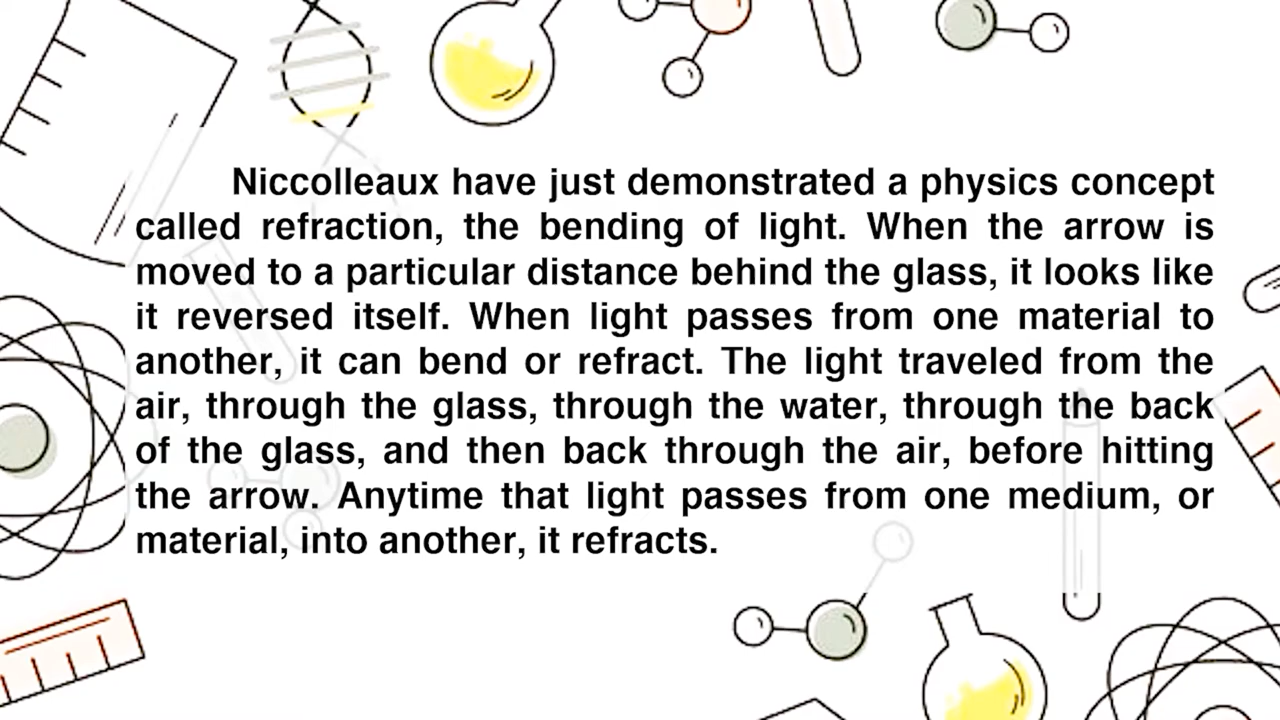 Niccolleaux have just demonstrated a physics concept
called refraction, the bending of light. When the arrow is
moved to a particular distance behind the glass, it looks like
it reversed itself. When light passes from one material to
another, it can bend or refract. The light traveled from the
air, through the glass, through the water, through the back
of the glass, and then back through the air, before hitting
the arrow. Anytime that light passes from one medium, or
material, into another, it refracts.